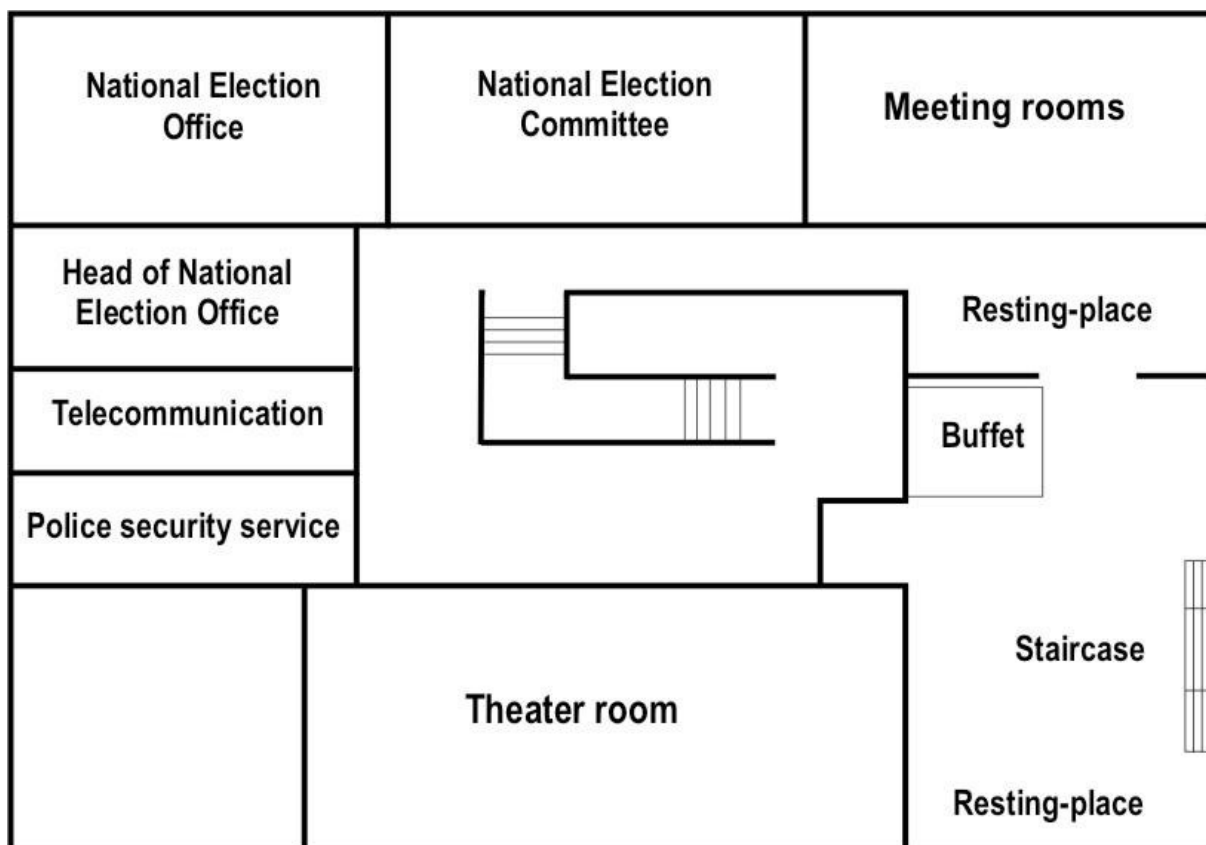 National Election
Office
National Election
Committee
Meeting rooms
Head of National
Election Office
Resting-place
Telecommunication
Buffet
Police security service
Staircase
Theater room
Resting-place